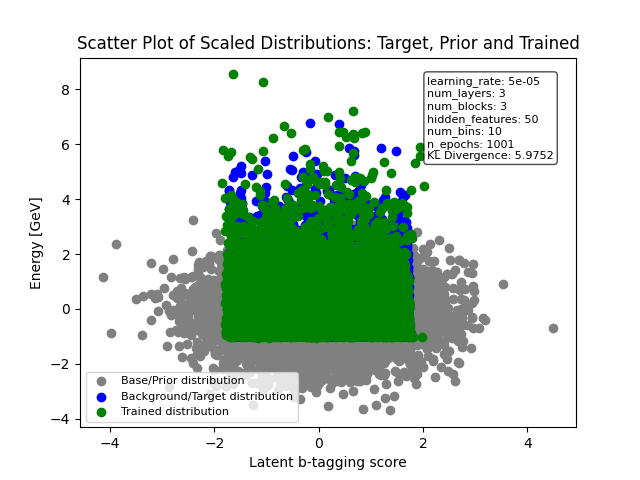 Scatter Plot of Scaled Distributions: Target, Prior and Trained
learning_rate: 5e-05
num_layers: 3
num_blocks: 3
hidden_features: 50
num_bins: 10
n_epochs: 1001
KL Divergence: 5.9752
Energy [GeV]
8
6
4
2
0
−2
−4
Base/Prior distribution
Background/Target distribution
Trained distribution
−4 −2 0 2 4
Latent b-tagging score